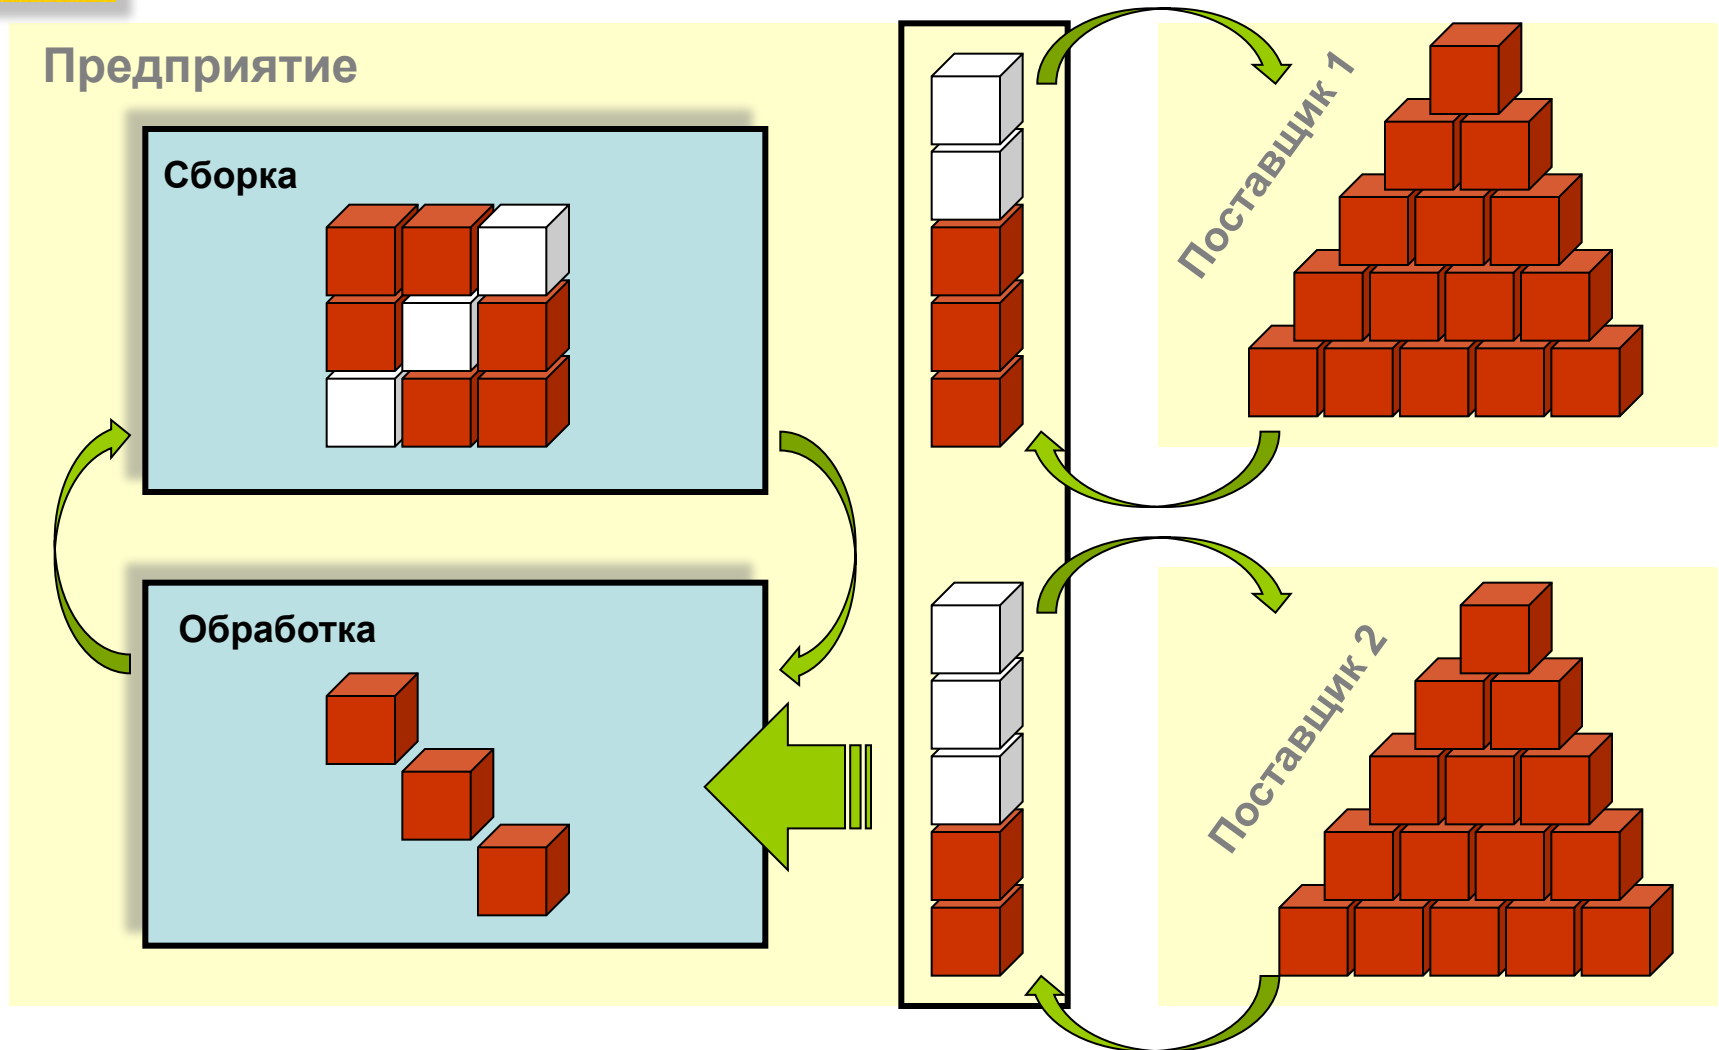 Предприятие
Сборка
Обработка
Поставщик 1
Поставщик 2